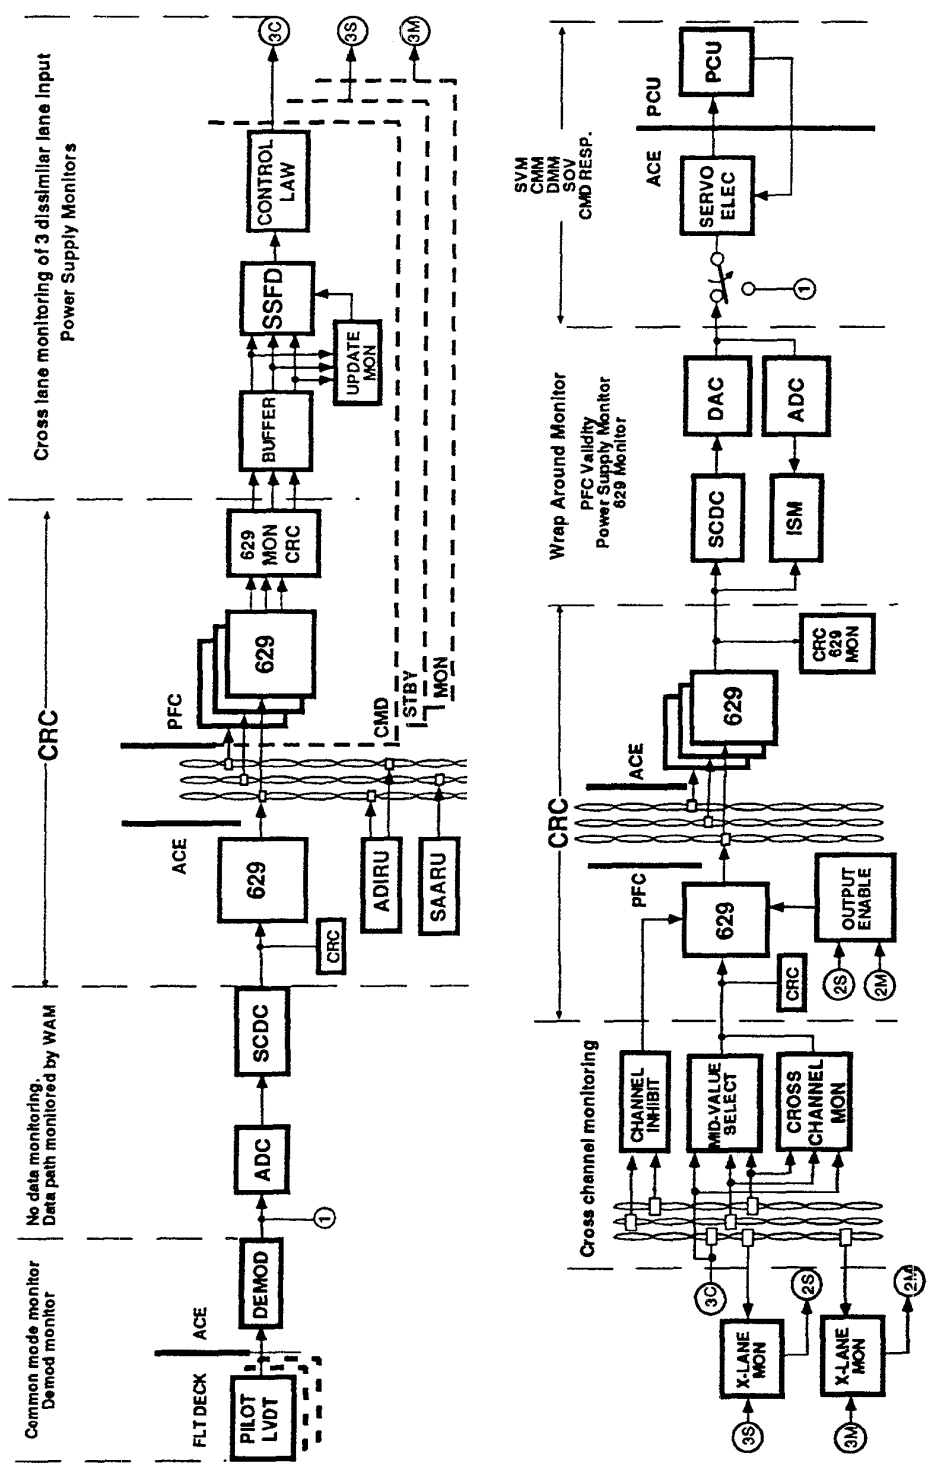 Common mode monitor
Demod monitor
No data monitoring.
Data path monitored by WAM
CRC
Cross lane monitoring of 3 dissimilar lane input
Power Supply Monitors
FLT DECK
ACE
PILOT
LVDT
DEMOD
1
ADC
SCDC
CRC
ACE
629
ADIRU
SAARU
PFC
629
629
MON
CRC
BUFFER
UPDATE
MON
SSFD
CONTROL
LAW
CMD
STBY
MON
3C
3S
3M
Cross channel monitoring
CRC
Wrap Around Monitor
PFC Validity
Power Supply Monitor
629 Monitor
SVM
CMM
DMM
SOV
CMD RESP.
3S
3M
X-LANE
MON
X-LANE
MON
3C
2S
2M
CHANNEL
INHIBIT
MID-VALUE
SELECT
CROSS
CHANNEL
MON
CRC
2S
2M
OUTPUT
ENABLE
PFC
629
ACE
629
CRC
629
MON
SCDC
DAC
ISM
ADC
1
ACE
PCU
SERVO
ELEC
PCU